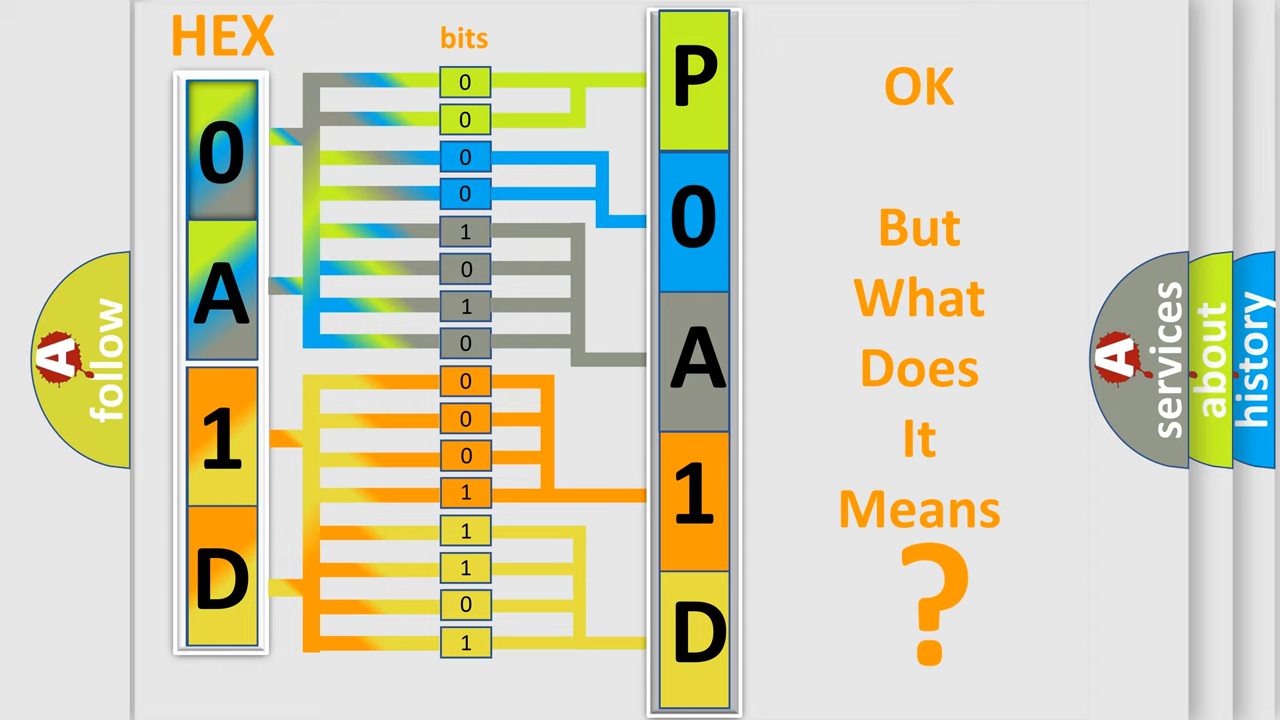 HEX
bits
0
A
1
D
0
0
0
0
1
0
1
0
0
0
0
1
1
1
0
1
P
0
A
1
D
OK
But
What
Does
It
Means
?
A
follow
A
services
about
history